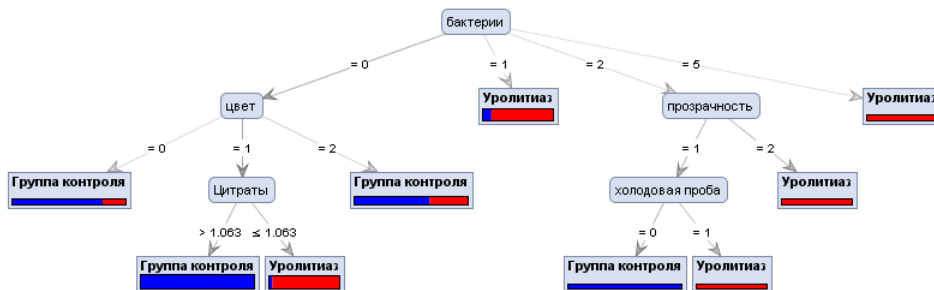 бактерии
= 0
= 1
= 2
= 5
цвет
Уролитиаз
прозрачность
Уролитиаз
= 0
= 1
= 2
= 1
= 2
Группа контроля
Цитраты
Группа контроля
холодовая проба
Уролитиаз
> 1.063
≤ 1.063
= 0
= 1
Группа контроля
Уролитиаз
Группа контроля
Уролитиаз